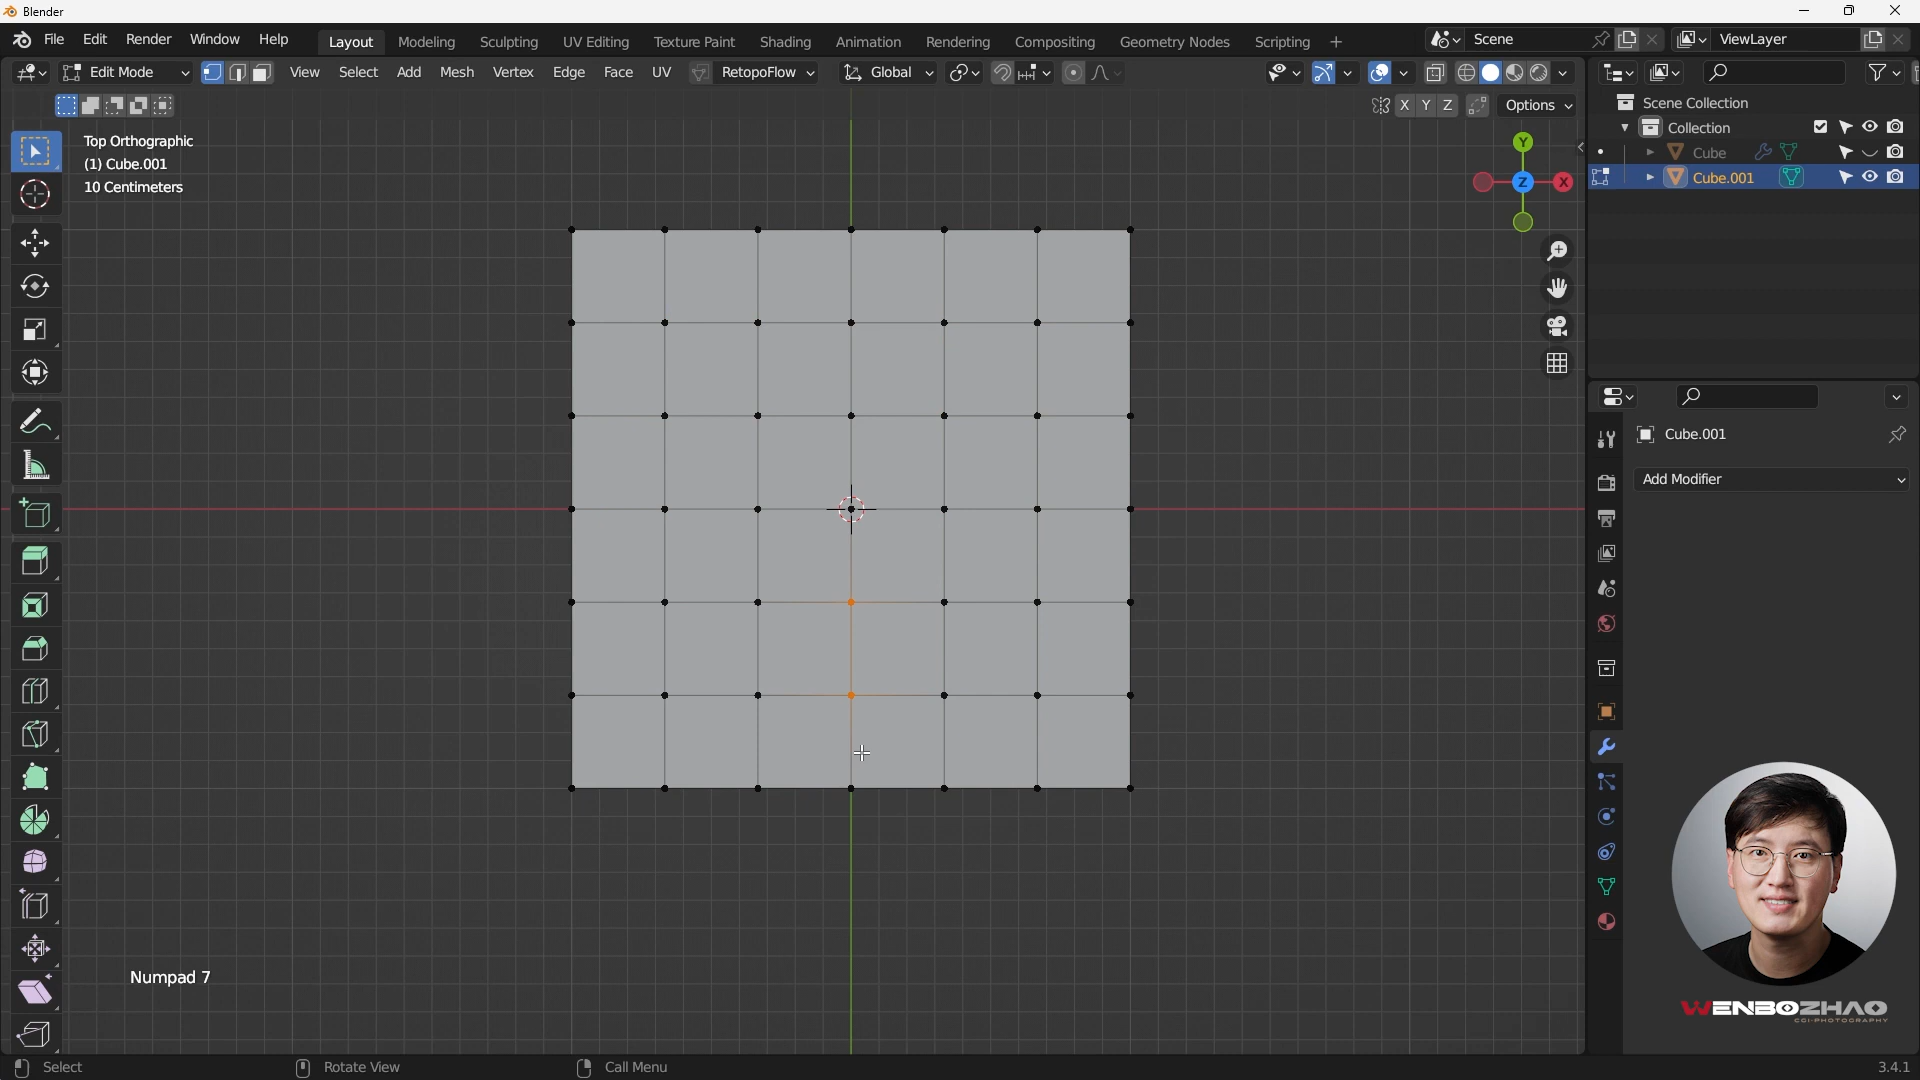 Blender
File Edit Render Window Help Layout Modeling Sculpting UV Editing Texture Paint Shading Animation Rendering Compositing Geometry Nodes Scripting + Scene ViewLayer
Edit Mode View Select Add Mesh Vertex Edge Face UV RetopoFlow Global
X Y Z Options
Scene Collection
Collection
Cube
Cube.001
Top Orthographic
(1) Cube.001
10 Centimeters
Y
Z X
Cube.001
Add Modifier
Numpad 7
WENBOZHAO
CGI-PHOTOGRAPHY
Select Rotate View Call Menu 3.4.1